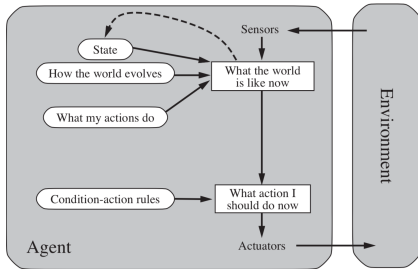 Sensors
State
How the world evolves
What the world
is like now
What my actions do
Condition-action rules
What action I
should do now
Agent
Actuators
Environment